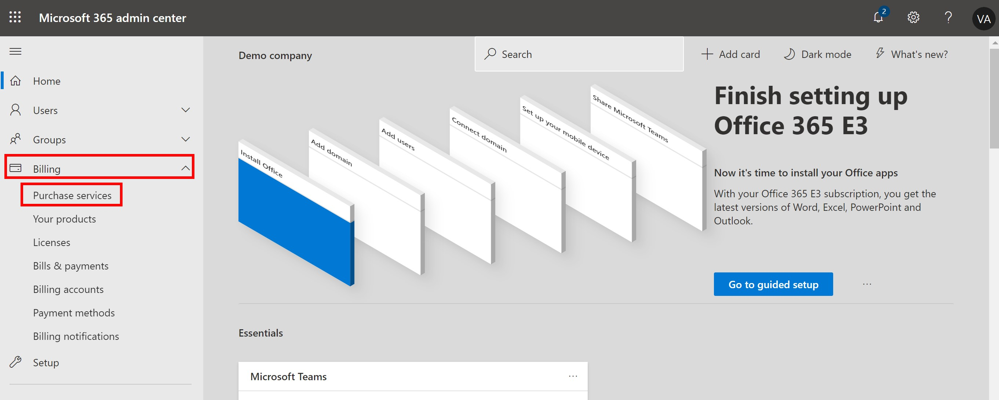 Microsoft 365 admin center
2
VA
Home
Users
Groups
Billing
Purchase services
Your products
Licenses
Bills & payments
Billing accounts
Payment methods
Billing notifications
Setup
Demo company
Search
Add card
Dark mode
What's new?
Install Office
Add domain
Add users
Connect domain
Set up your mobile device
Share Microsoft Teams
Finish setting up
Office 365 E3
Now it's time to install your Office apps
With your Office 365 E3 subscription, you get the
latest versions of Word, Excel, PowerPoint and
Outlook.
Go to guided setup
Essentials
Microsoft Teams